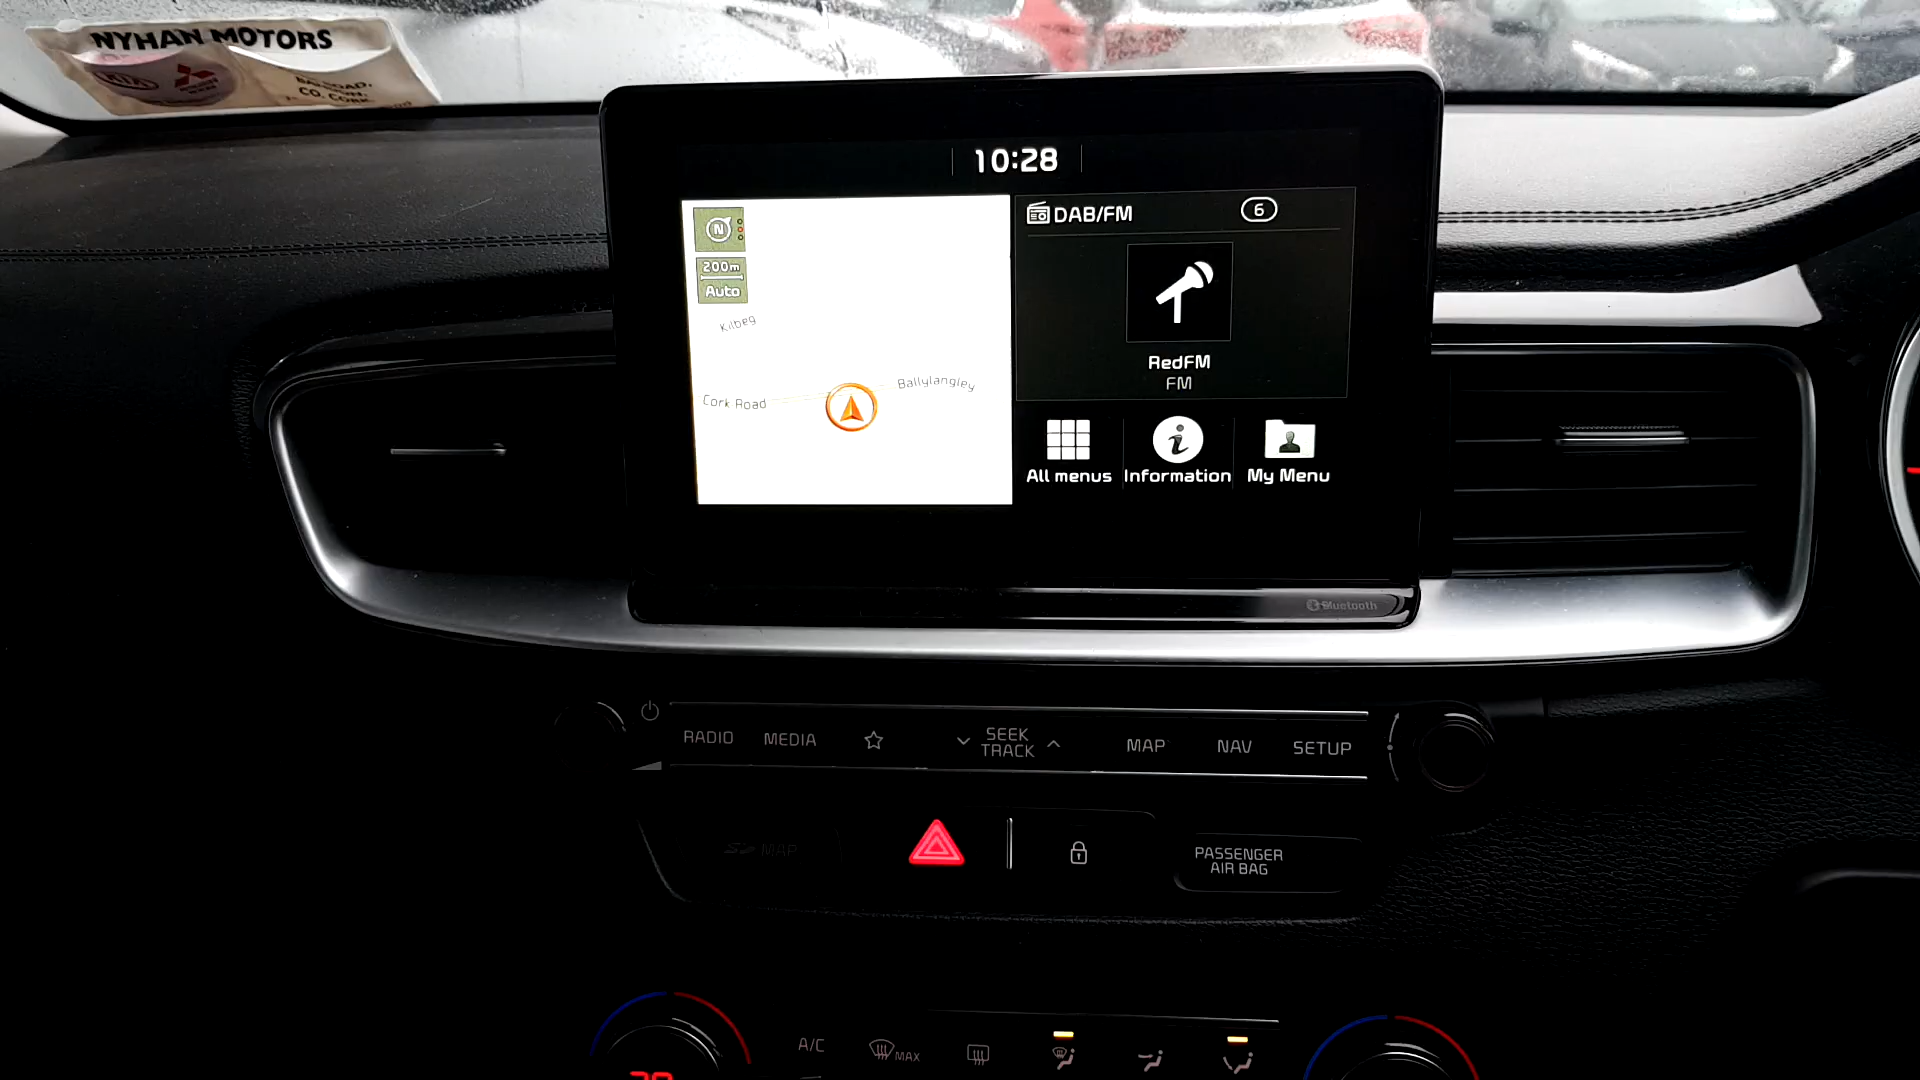 NYHAN MOTORS
KIA
CO. CORK
10:28
N
200m
Auto
Kilbeg
Cork Road
Ballylangley
DAB/FM
6
RedFM
FM
All menus
Information
My Menu
Bluetooth
RADIO
MEDIA
SEEK
TRACK
MAP
NAV
SETUP
MAP
PASSENGER
AIR BAG
A/C
MAX